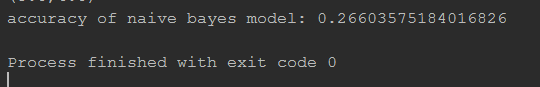 accuracy of naive bayes model: 0.26603575184016826
Process finished with exit code 0